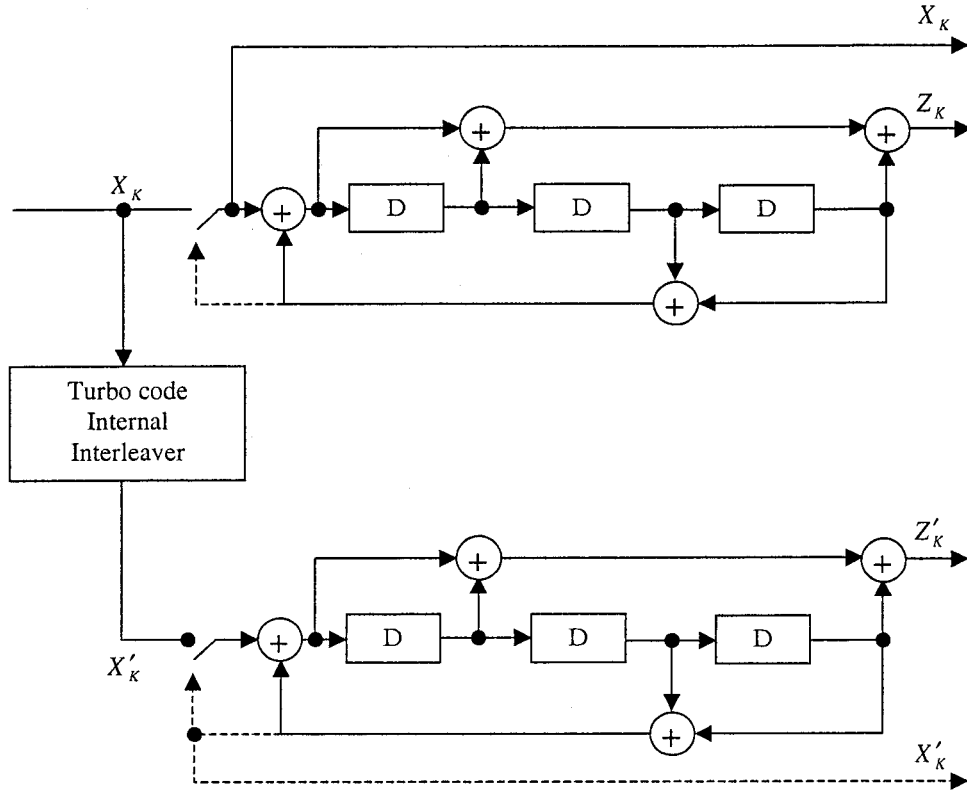 X_K
Z_K
+
+
X_K
+
D
D
D
+
Turbo code
Internal
Interleaver
Z'_K
+
+
+
D
D
D
X'_K
+
X'_K